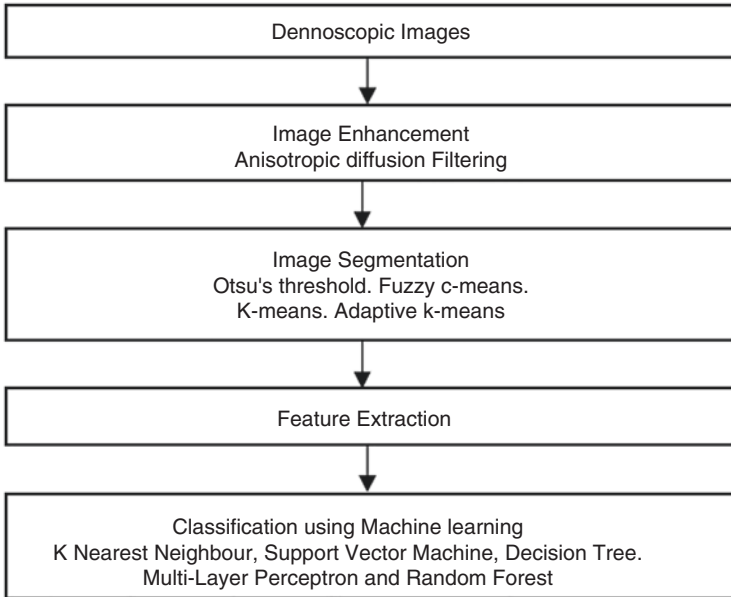 Dennoscopic Images
Image Enhancement
Anisotropic diffusion Filtering
Image Segmentation
Otsu's threshold. Fuzzy c-means.
K-means. Adaptive k-means
Feature Extraction
Classification using Machine learning
K Nearest Neighbour, Support Vector Machine, Decision Tree.
Multi-Layer Perceptron and Random Forest